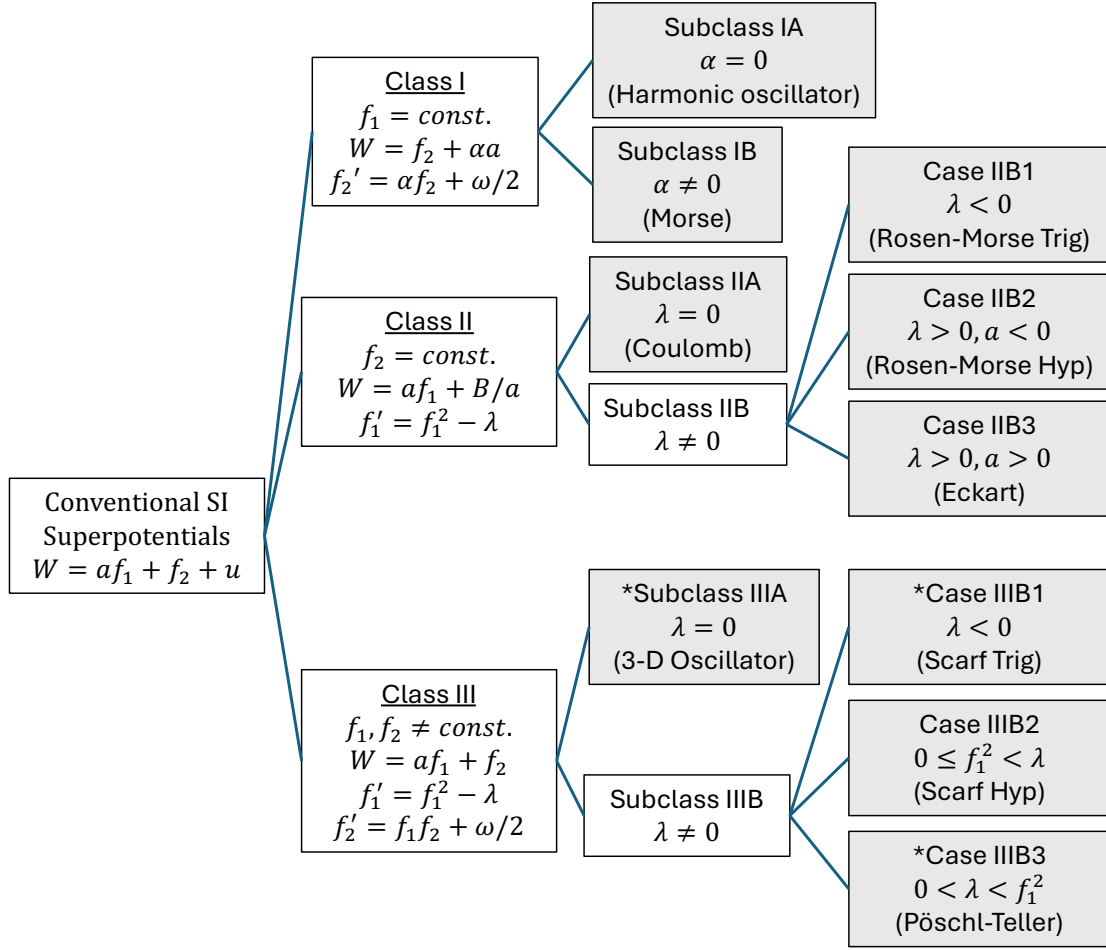 Conventional SI
Superpotentials
W = af₁ + f₂ + u
Class I
f₁ = const.
W = f₂ + αa
f₂′ = αf₂ + ω/2
Subclass IA
α = 0
(Harmonic oscillator)
Subclass IB
α ≠ 0
(Morse)
Class II
f₂ = const.
W = af₁ + B/a
f₁′ = f₁² − λ
Subclass IIA
λ = 0
(Coulomb)
Subclass IIB
λ ≠ 0
Case IIB1
λ < 0
(Rosen-Morse Trig)
Case IIB2
λ > 0, a < 0
(Rosen-Morse Hyp)
Case IIB3
λ > 0, a > 0
(Eckart)
Class III
f₁, f₂ ≠ const.
W = af₁ + f₂
f₁′ = f₁² − λ
f₂′ = f₁f₂ + ω/2
*Subclass IIIA
λ = 0
(3-D Oscillator)
Subclass IIIB
λ ≠ 0
*Case IIIB1
λ < 0
(Scarf Trig)
Case IIIB2
0 ≤ f₁² < λ
(Scarf Hyp)
*Case IIIB3
0 < λ < f₁²
(Pöschl-Teller)